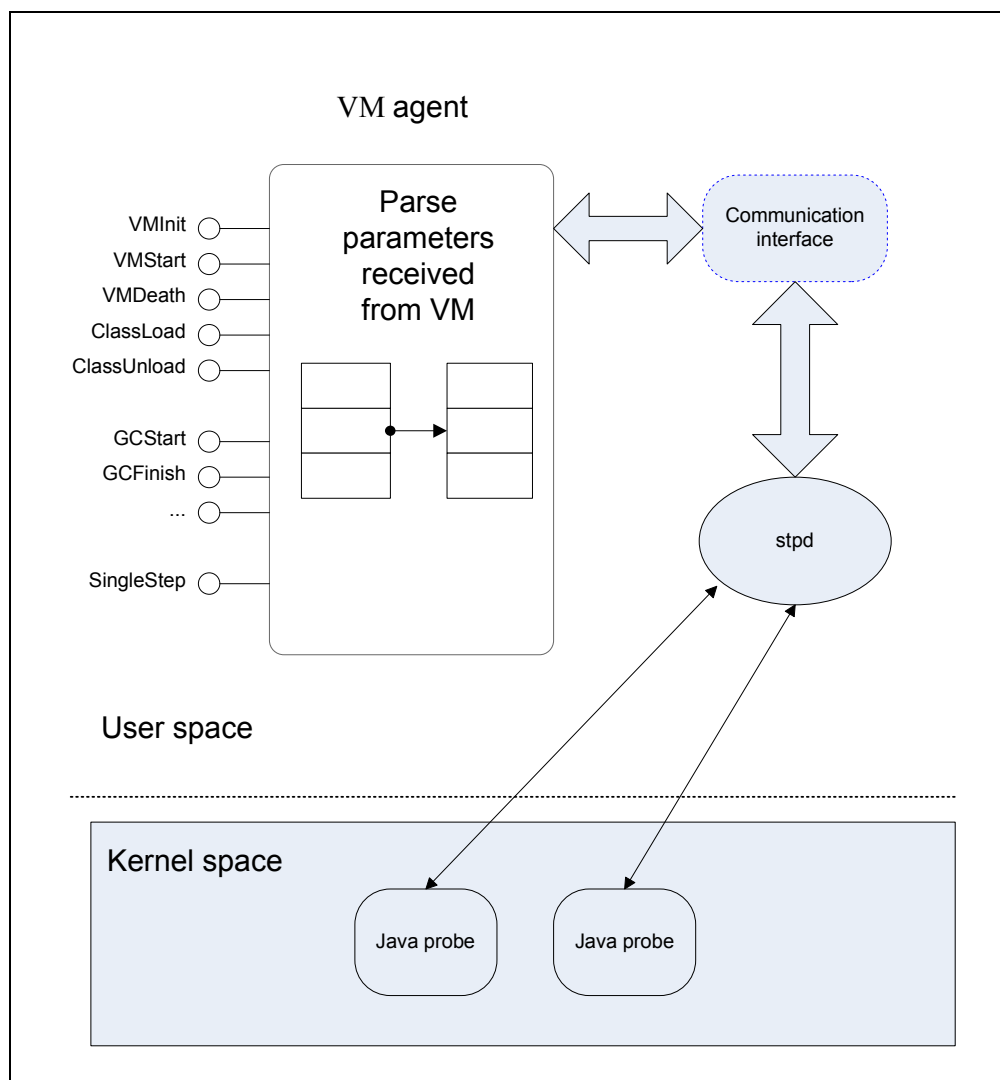 VM agent
Parse
parameters
received
from VM
VMInit
VMStart
VMDeath
ClassLoad
ClassUnload
GCStart
GCFinish
...
SingleStep
Communication
interface
stpd
User space
Kernel space
Java probe
Java probe